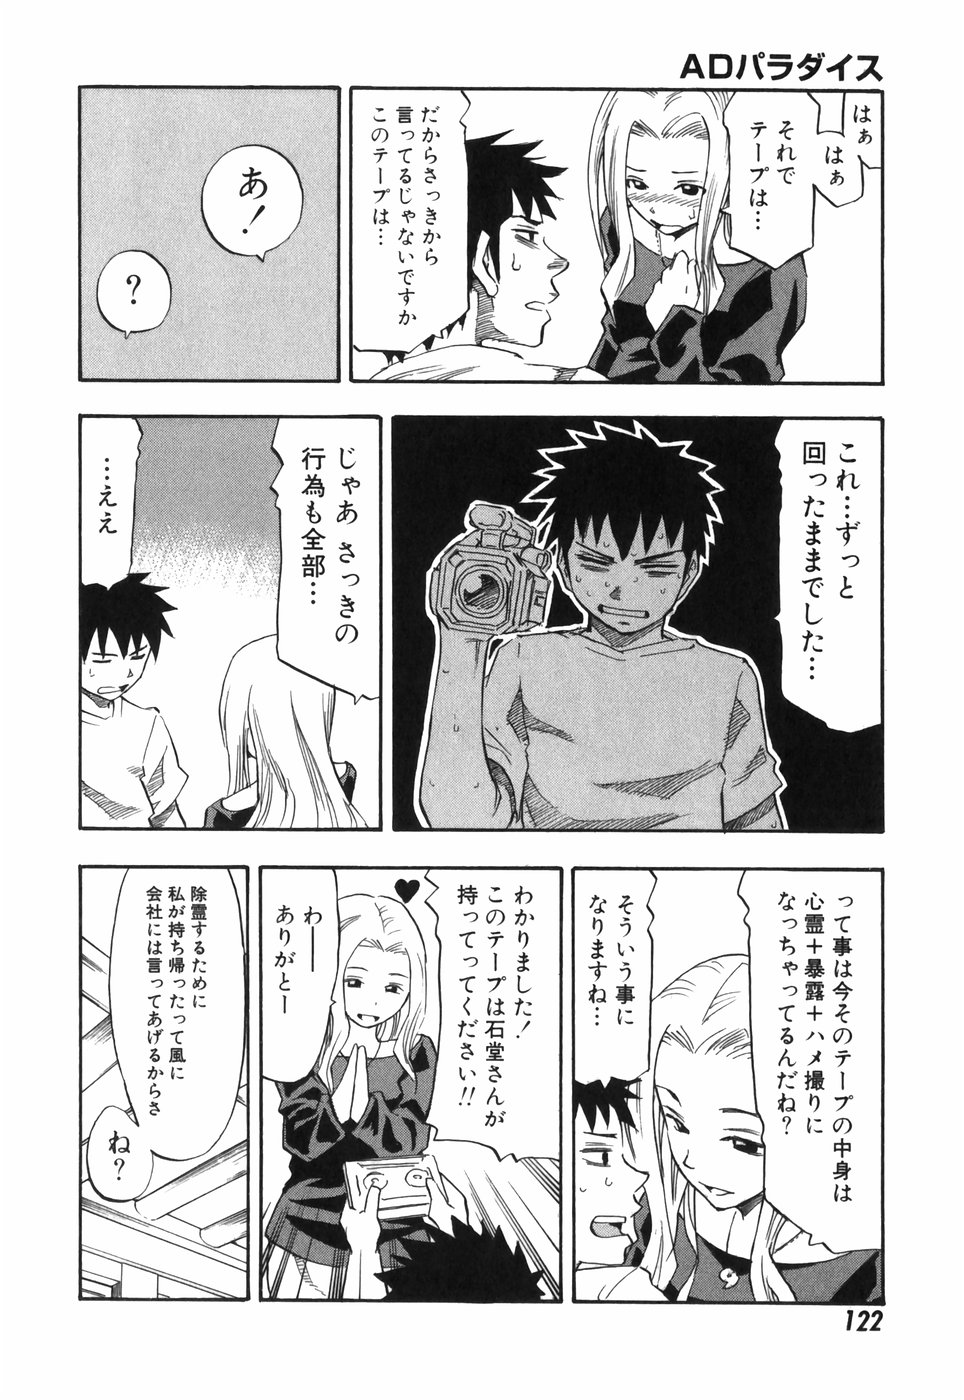 ADパラダイス
はぁ
はぁ
それで
テープは…
だからさっきから
言ってるじゃないですか
このテープは…
あ！
？
これ…ずっと
回ったままでした…
じゃあ さっきの
行為も全部…
…ええ
って事は今そのテープの中身は
心霊＋暴露＋ハメ撮りに
なっちゃってるんだね？
そういう事に
なりますね…
わかりました！
このテープは石堂さんが
持ってってください!!
わーー
ありがとー
除霊するために
私が持ち帰ったって風に
会社には言ってあげるからさ
ね？
122